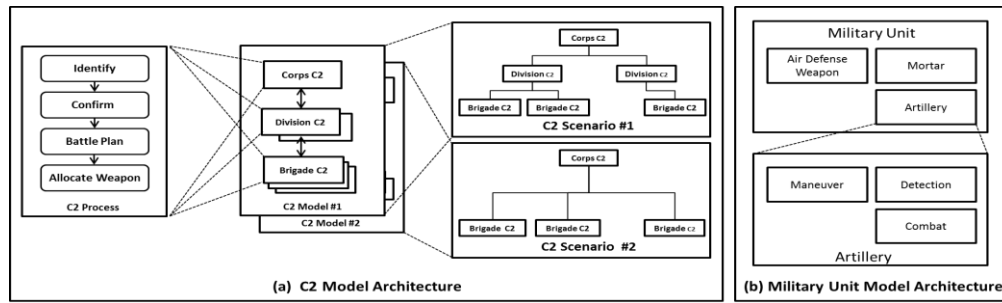 Identify
Confirm
Battle Plan
Allocate Weapon
C2 Process
Corps C2
Division C2
Brigade C2
C2 Model #1
C2 Model #2
Corps C2
Division C2
Division C2
Brigade C2
Brigade C2
Brigade C2
C2 Scenario #1
Corps C2
Brigade C2
Brigade C2
Brigade C2
C2 Scenario #2
(a) C2 Model Architecture
Military Unit
Air Defense
Weapon
Mortar
Artillery
Maneuver
Detection
Combat
Artillery
(b) Military Unit Model Architecture